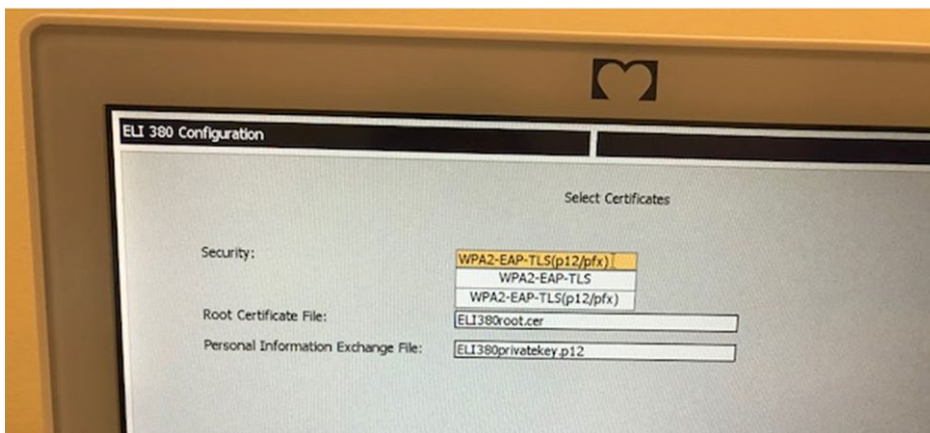 ELI 380 Configuration
Select Certificates
Security:
WPA2-EAP-TLS(p12/pfx)
WPA2-EAP-TLS
WPA2-EAP-TLS(p12/pfx)
Root Certificate File:
ELI380root.cer
Personal Information Exchange File:
ELI380privatekey.p12